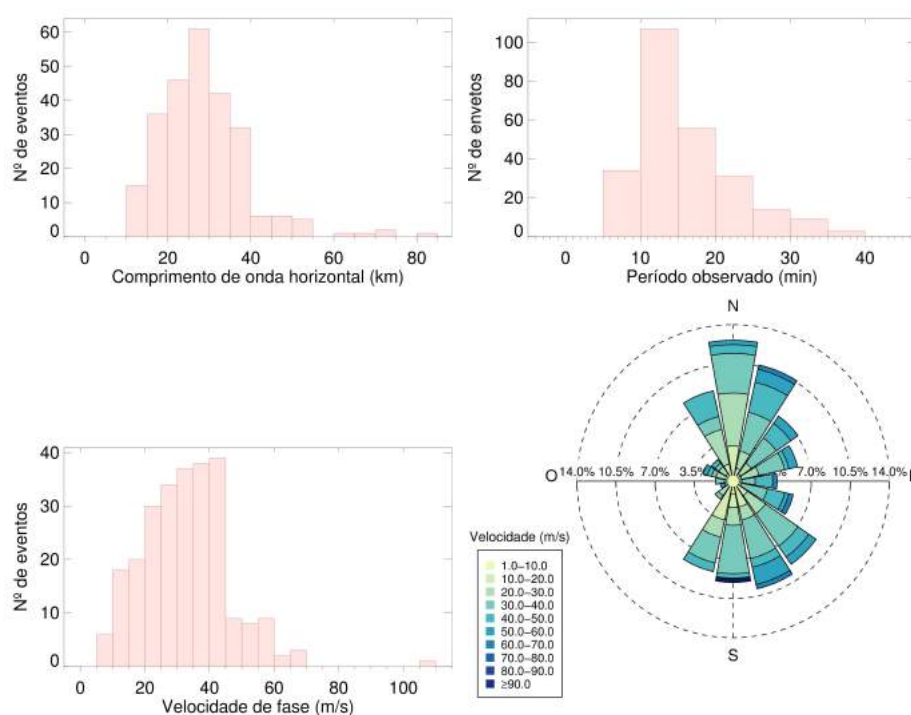 Nº de eventos
60
50
40
30
20
10
0
0 20 40 60 80
Comprimento de onda horizontal (km)
Nº de envetos
100
80
60
40
20
0
0 10 20 30 40
Período observado (min)
Nº de eventos
40
30
20
10
0
0 20 40 60 80 100
Velocidade de fase (m/s)
N
O 14.0% 10.5% 7.0% 3.5% 7.0% 10.5% 14.0%
S
Velocidade (m/s)
1.0–10.0
10.0–20.0
20.0–30.0
30.0–40.0
40.0–50.0
50.0–60.0
60.0–70.0
70.0–80.0
80.0–90.0
≥90.0